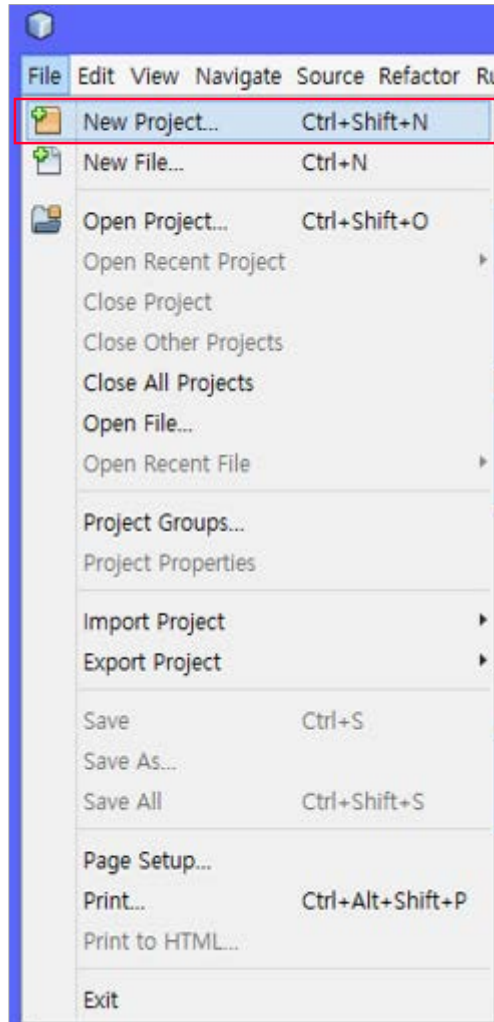 File Edit View Navigate Source Refactor Ru
New Project... Ctrl+Shift+N
New File... Ctrl+N
Open Project... Ctrl+Shift+O
Open Recent Project
Close Project
Close Other Projects
Close All Projects
Open File...
Open Recent File
Project Groups...
Project Properties
Import Project
Export Project
Save Ctrl+S
Save As...
Save All Ctrl+Shift+S
Page Setup...
Print... Ctrl+Alt+Shift+P
Print to HTML...
Exit